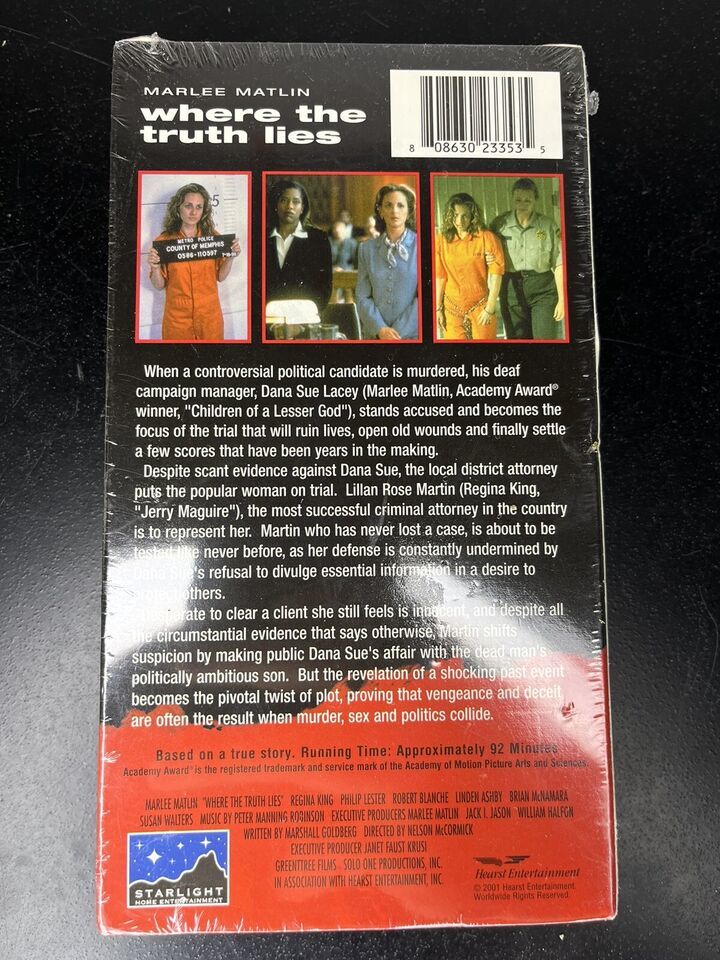 MARLEE MATLIN
where the
truth lies
8 08630 23353 5
METRO POLICE
COUNTY OF MEMPHIS
0586-110597
5
When a controversial political candidate is murdered, his deaf
campaign manager, Dana Sue Lacey (Marlee Matlin, Academy Award®
winner, "Children of a Lesser God"), stands accused and becomes the
focus of the trial that will ruin lives, open old wounds and finally settle
a few scores that have been years in the making.
Despite scant evidence against Dana Sue, the local district attorney
puts the popular woman on trial. Lillan Rose Martin (Regina King,
"Jerry Maguire"), the most successful criminal attorney in the country
is to represent her. Martin who has never lost a case, is about to be
tested like never before, as her defense is constantly undermined by
Dana Sue's refusal to divulge essential information in a desire to
protect others.
Desperate to clear a client she still feels is innocent, and despite all
the circumstantial evidence that says otherwise, Martin shifts
suspicion by making public Dana Sue's affair with the dead man's
politically ambitious son. But the revelation of a shocking past event
becomes the pivotal twist of plot, proving that vengeance and deceit
are often the result when murder, sex and politics collide.
Based on a true story. Running Time: Approximately 92 Minutes
Academy Award® is the registered trademark and service mark of the Academy of Motion Picture Arts and Sciences.
MARLEE MATLIN "WHERE THE TRUTH LIES" REGINA KING PHILIP LESTER ROBERT BLANCHE LINDEN ASHBY BRIAN McNAMARA
SUSAN WALTERS MUSIC BY PETER MANNING ROBINSON EXECUTIVE PRODUCERS MARLEE MATLIN JACK I. JASON WILLIAM HALFON
WRITTEN BY MARSHALL GOLDBERG DIRECTED BY NELSON McCORMICK
EXECUTIVE PRODUCER JANET FAUST KRUSI
GREENTTREE FILMS SOLO ONE PRODUCTIONS, INC.
IN ASSOCIATION WITH HEARST ENTERTAINMENT, INC.
STARLIGHT
HOME ENTERTAINMENT
Hearst Entertainment
© 2001 Hearst Entertainment
Worldwide Rights Reserved.